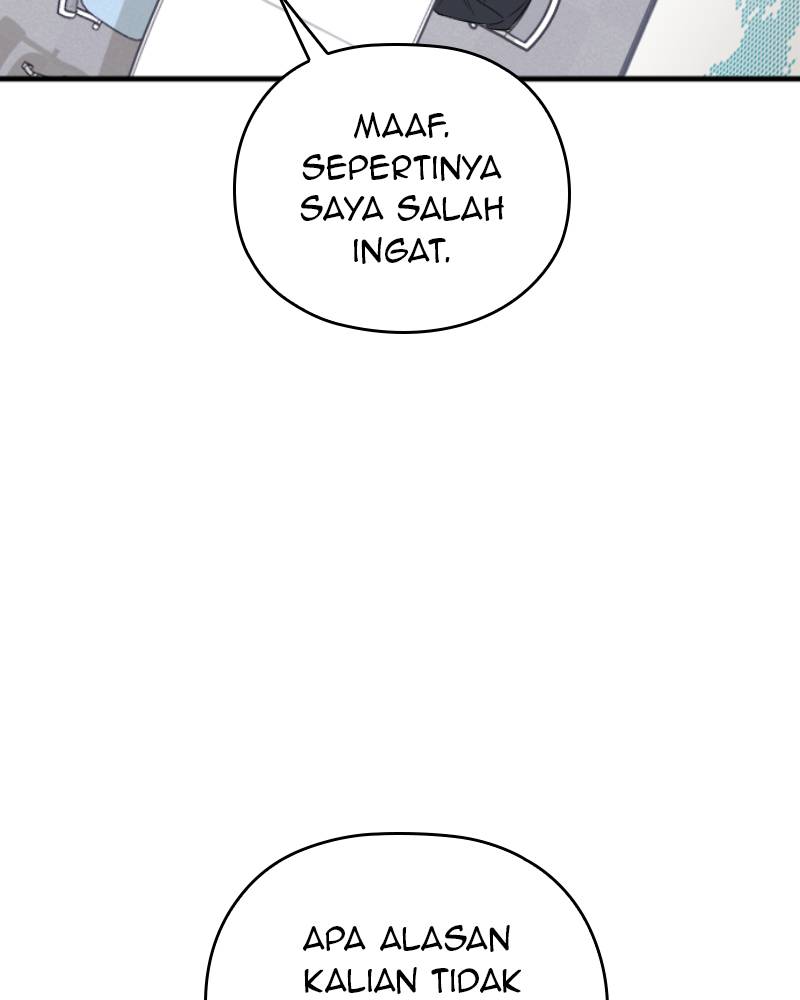 MAAF.
SEPERTINYA
SAYA SALAH
INGAT.
APA ALASAN
KALIAN TIDAK